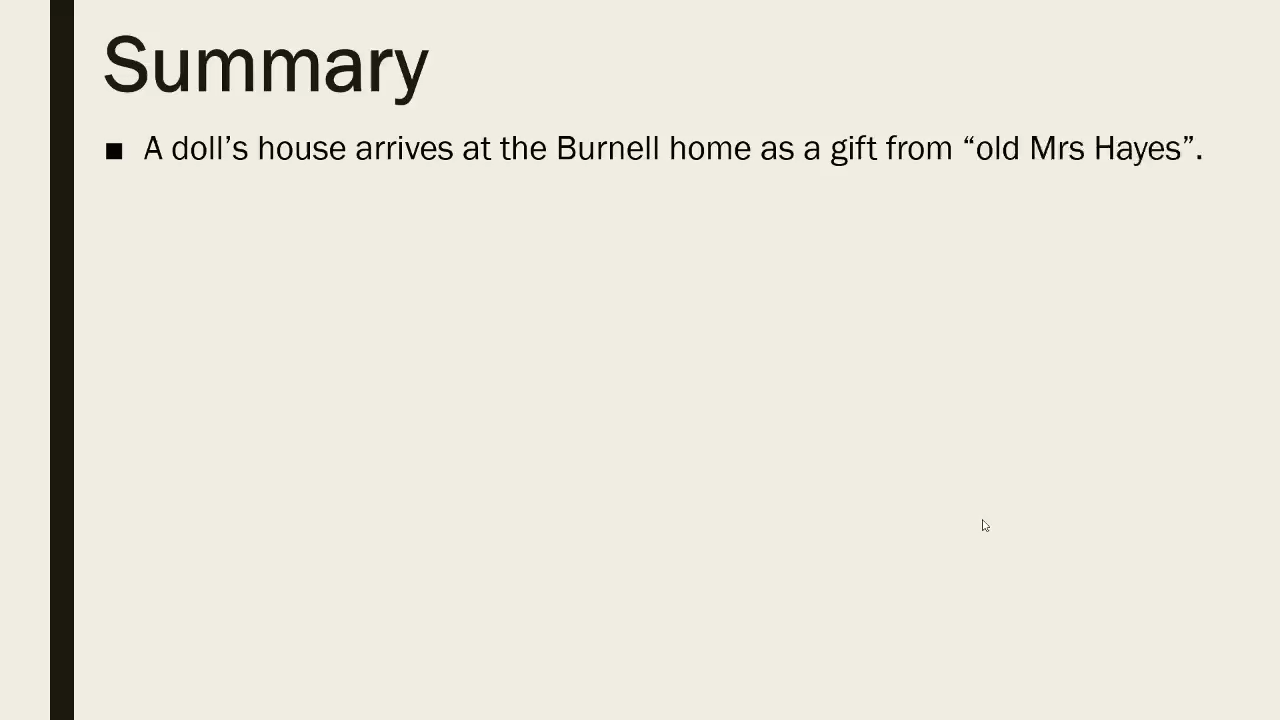 Summary
■ A doll’s house arrives at the Burnell home as a gift from “old Mrs Hayes”.